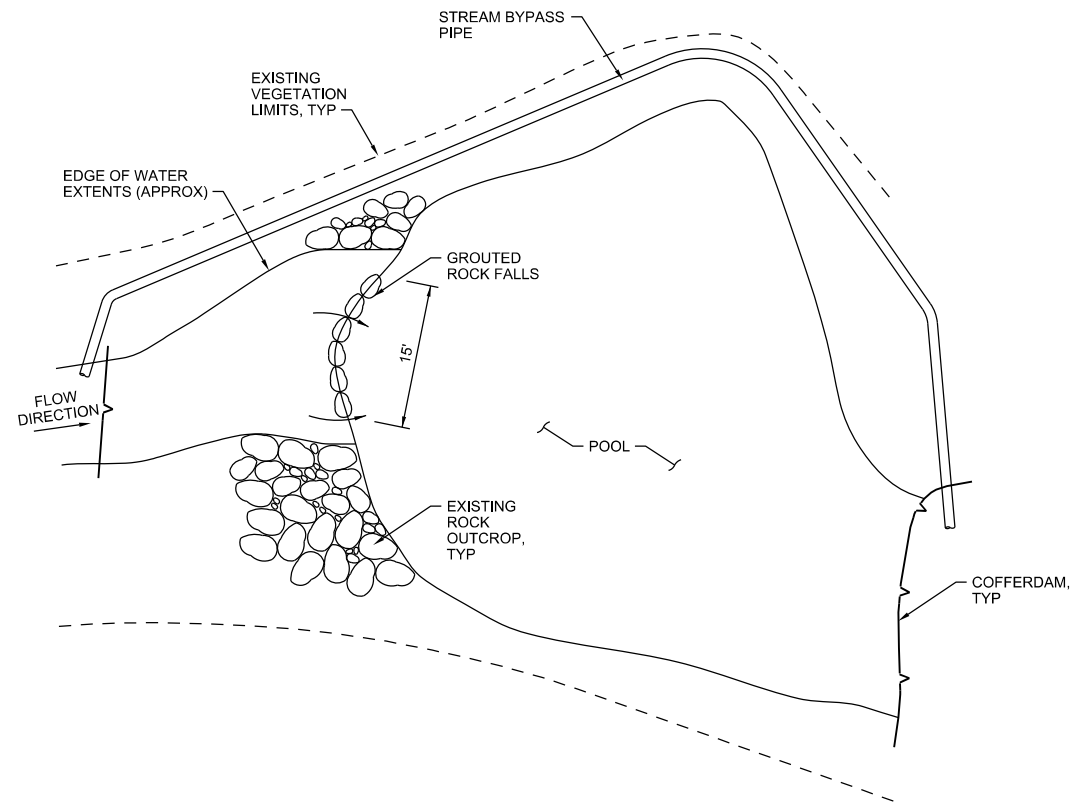 STREAM BYPASS
PIPE
EXISTING
VEGETATION
LIMITS, TYP
EDGE OF WATER
EXTENTS (APPROX)
GROUTED
ROCK FALLS
15'
FLOW
DIRECTION
POOL
EXISTING
ROCK
OUTCROP,
TYP
COFFERDAM,
TYP